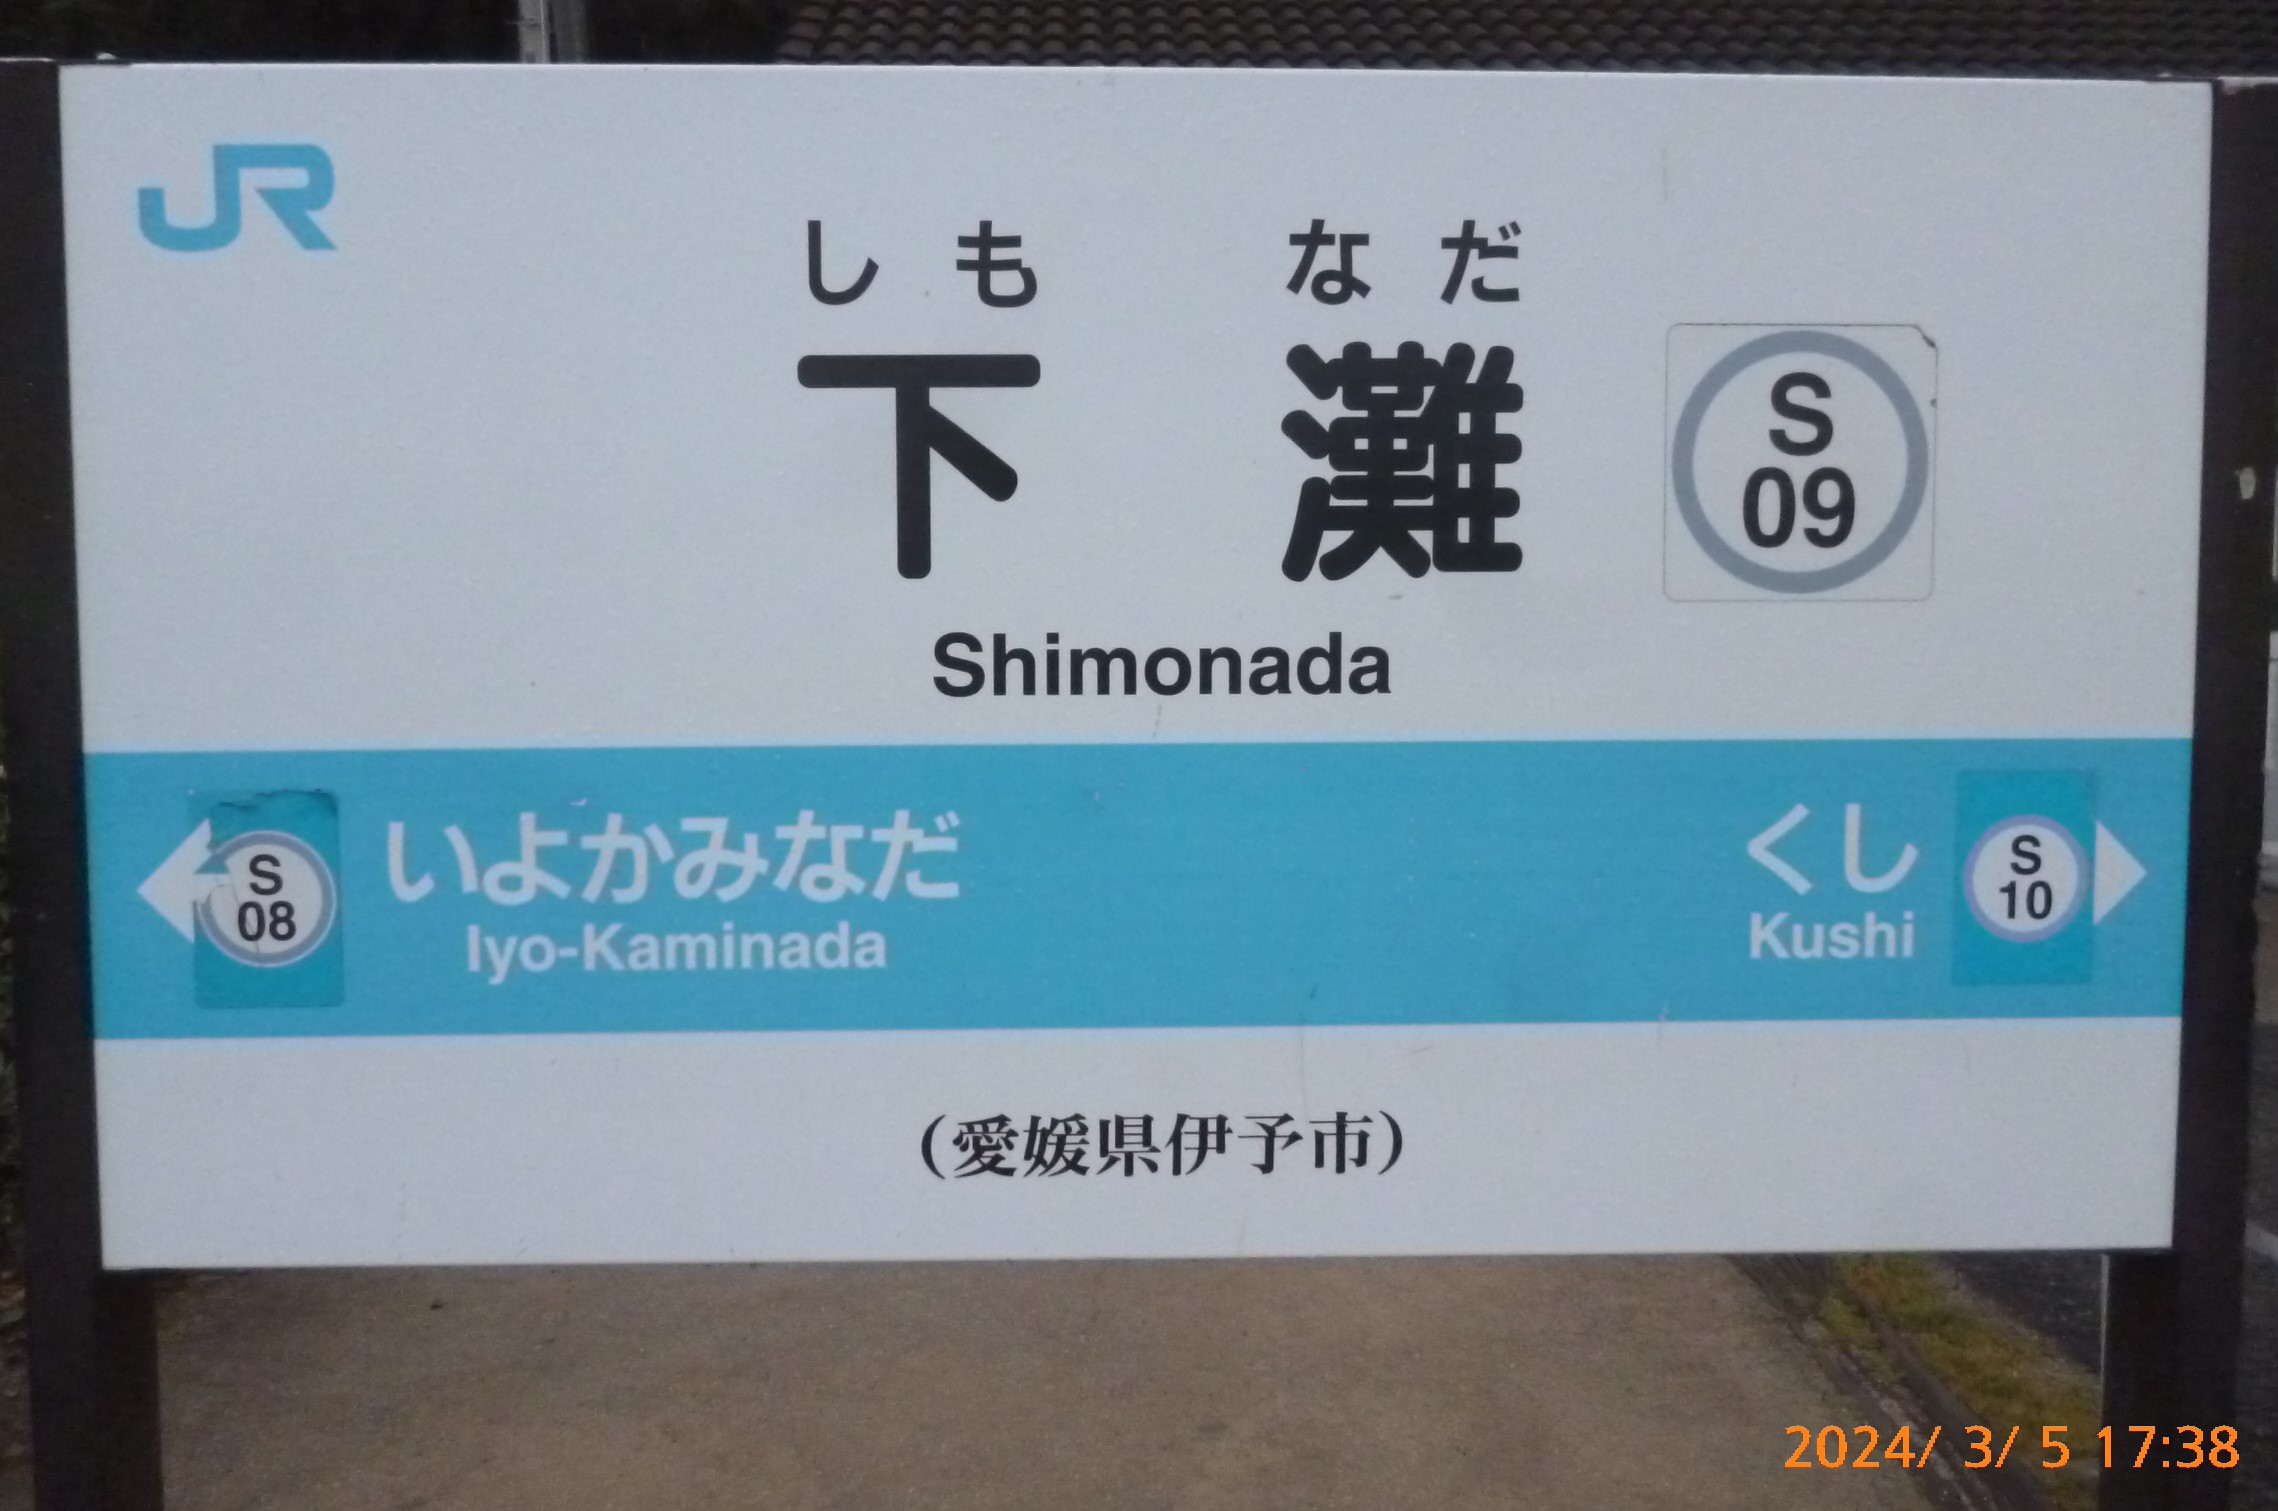 JR
しも なだ
下 灘
S
09
Shimonada
S
08
いよかみなだ
Iyo-Kaminada
くし
Kushi
S
10
(愛媛県伊予市)
2024/ 3/ 5 17:38